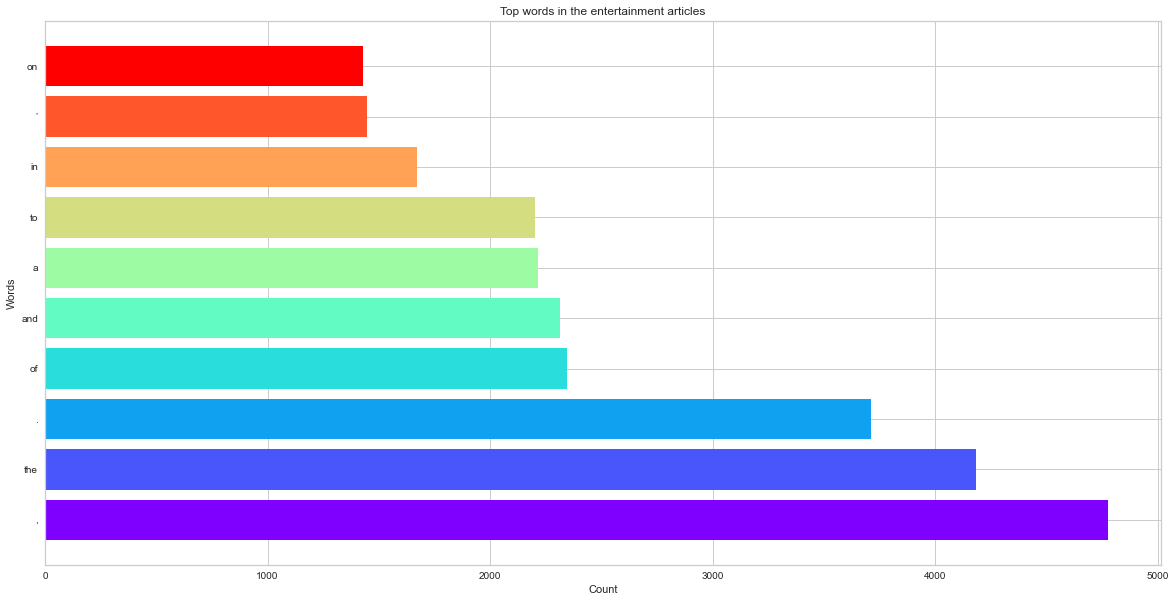 Top words in the entertainment articles
on
'
in
to
a
and
of
.
the
,
Words
0 1000 2000 3000 4000 5000
Count